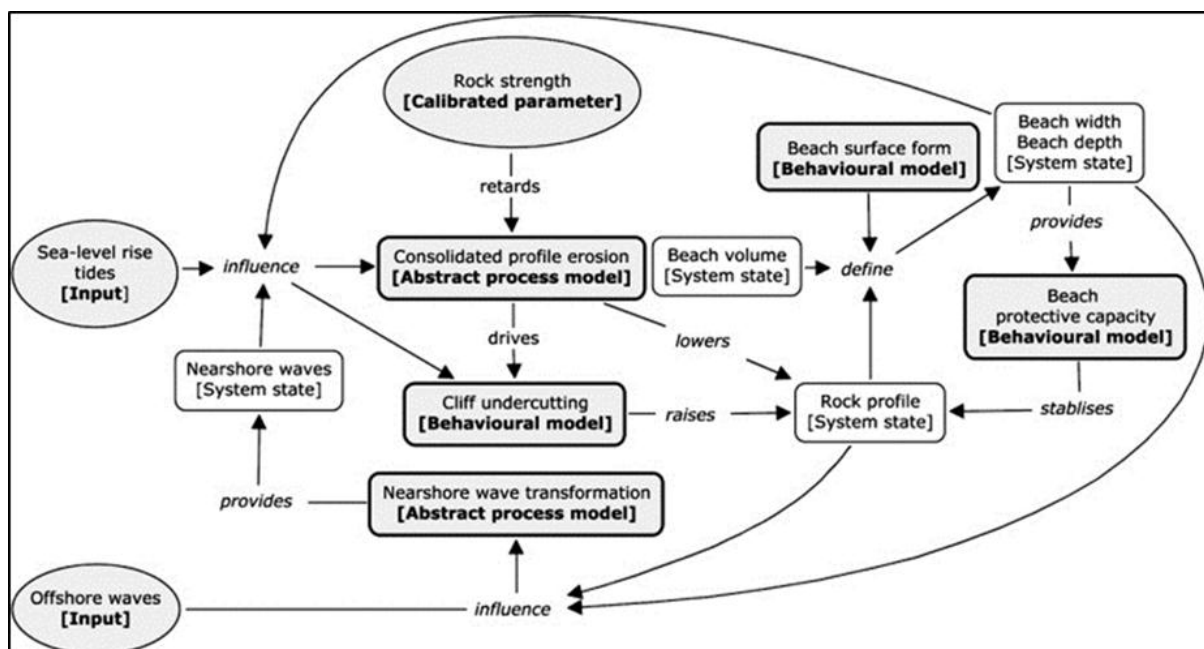 Rock strength
[Calibrated parameter]
retards
Beach surface form
[Behavioural model]
Beach width
Beach depth
[System state]
provides
Sea-level rise
tides
[Input]
influence
Consolidated profile erosion
[Abstract process model]
Beach volume
[System state]
define
Beach
protective capacity
[Behavioural model]
drives
lowers
Nearshore waves
[System state]
Cliff undercutting
[Behavioural model]
raises
Rock profile
[System state]
stablises
provides
Nearshore wave transformation
[Abstract process model]
Offshore waves
[Input]
influence